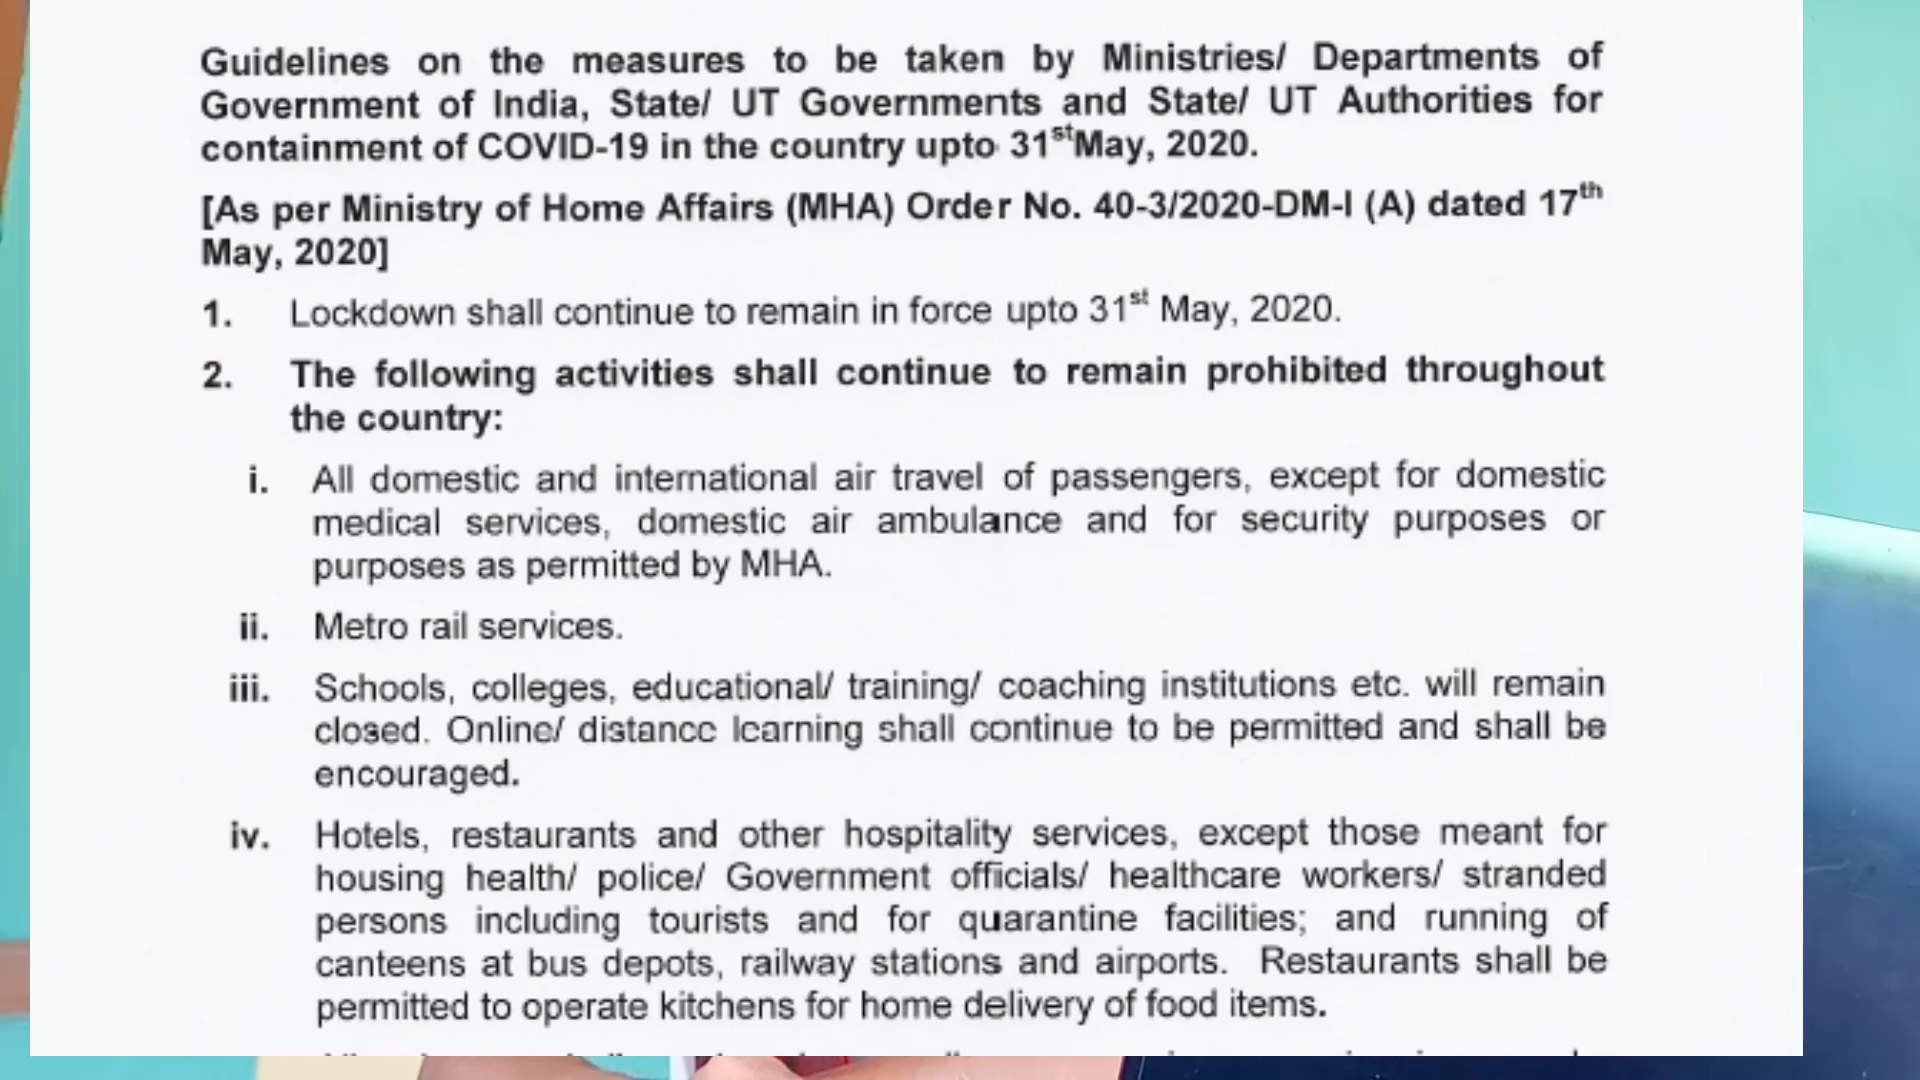 Guidelines on the measures to be taken by Ministries/ Departments of
Government of India, State/ UT Governments and State/ UT Authorities for
containment of COVID-19 in the country upto 31st May, 2020.
[As per Ministry of Home Affairs (MHA) Order No. 40-3/2020-DM-I (A) dated 17th
May, 2020]
1. Lockdown shall continue to remain in force upto 31st May, 2020.
2. The following activities shall continue to remain prohibited throughout
the country:
i. All domestic and international air travel of passengers, except for domestic
medical services, domestic air ambulance and for security purposes or
purposes as permitted by MHA.
ii. Metro rail services.
iii. Schools, colleges, educational/ training/ coaching institutions etc. will remain
closed. Online/ distance learning shall continue to be permitted and shall be
encouraged.
iv. Hotels, restaurants and other hospitality services, except those meant for
housing health/ police/ Government officials/ healthcare workers/ stranded
persons including tourists and for quarantine facilities; and running of
canteens at bus depots, railway stations and airports. Restaurants shall be
permitted to operate kitchens for home delivery of food items.